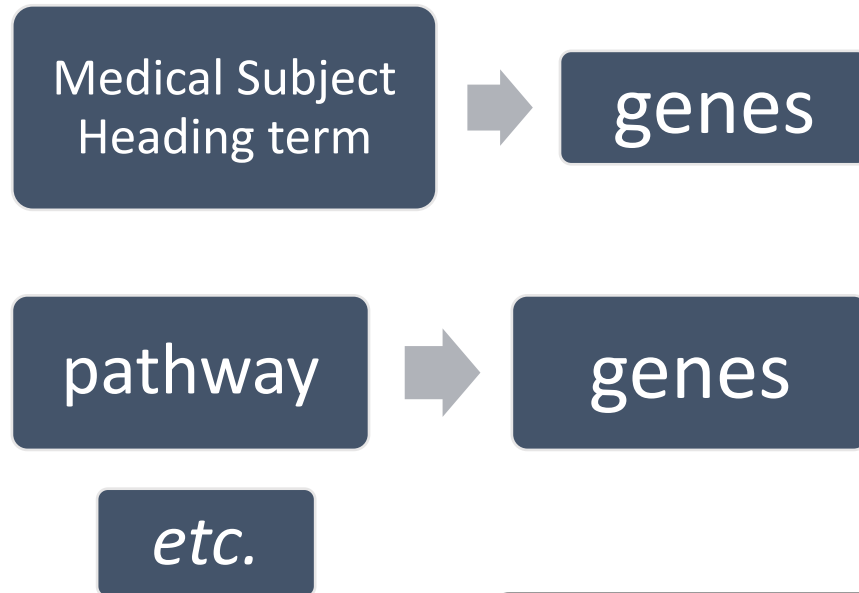 Medical Subject
Heading term
genes
pathway
genes
etc.